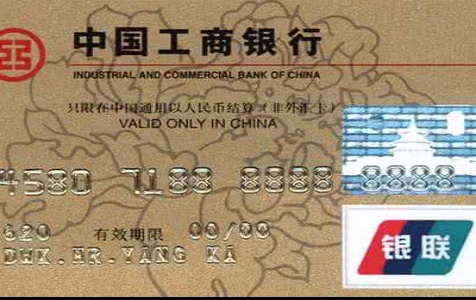 中国工商银行
INDUSTRIAL AND COMMERCIAL BANK OF CHINA
只限在中国通用以人民币结算(非外汇卡)
VALID ONLY IN CHINA
4580 7188 8888 8888
620 有效期限 00/00
DWK.MR.YANG KA
银联